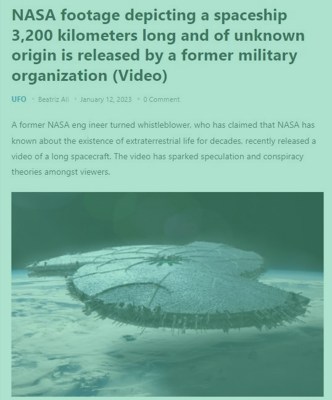 NASA footage depicting a spaceship
3,200 kilometers long and of unknown
origin is released by a former military
organization (Video)
UFO · Beatriz Ali · January 12, 2023 · 0 Comment
A former NASA eng ineer turned whistleblower. who has claimed that NASA has
known about the existence of extraterrestrial life for decades. recently released a
video of a long spacecraft. The video has sparked speculation and conspiracy
theories amongst viewers.